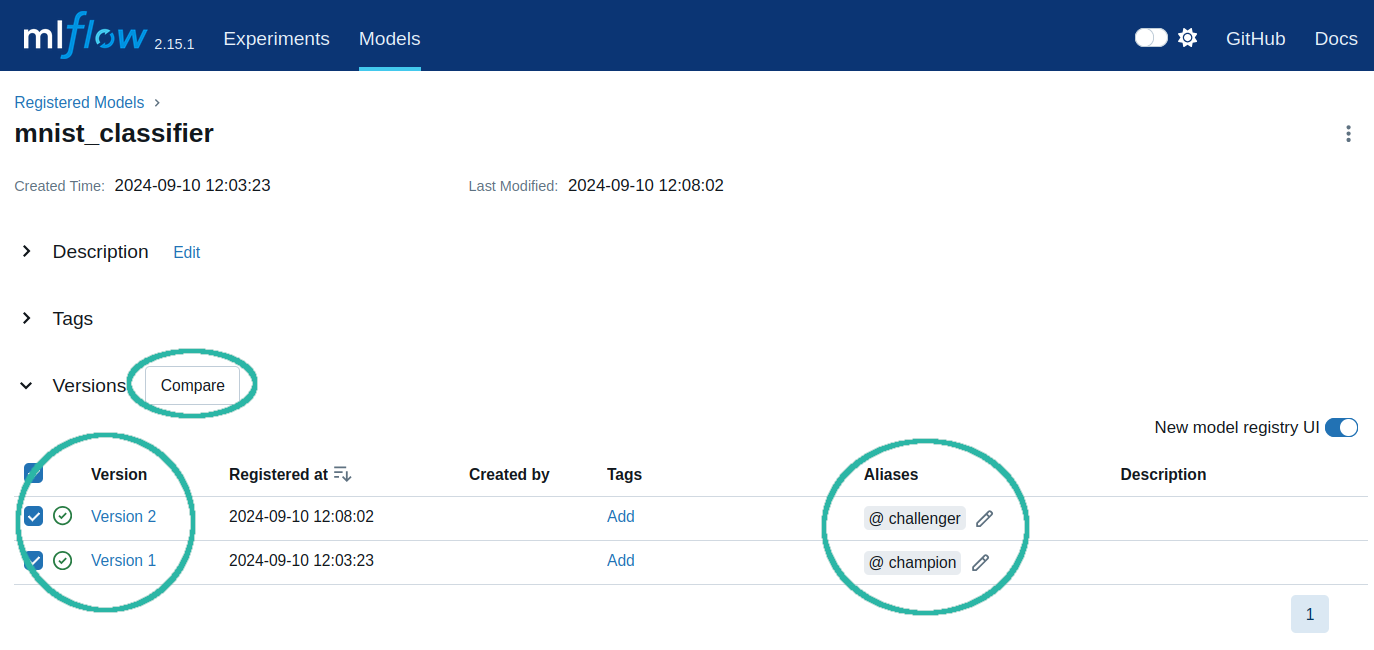 mlflow 2.15.1 Experiments Models GitHub Docs
Registered Models
mnist_classifier
Created Time: 2024-09-10 12:03:23 Last Modified: 2024-09-10 12:08:02
Description Edit
Tags
Versions Compare
New model registry UI
Version Registered at Created by Tags Aliases Description
Version 2 2024-09-10 12:08:02 Add @ challenger
Version 1 2024-09-10 12:03:23 Add @ champion
1